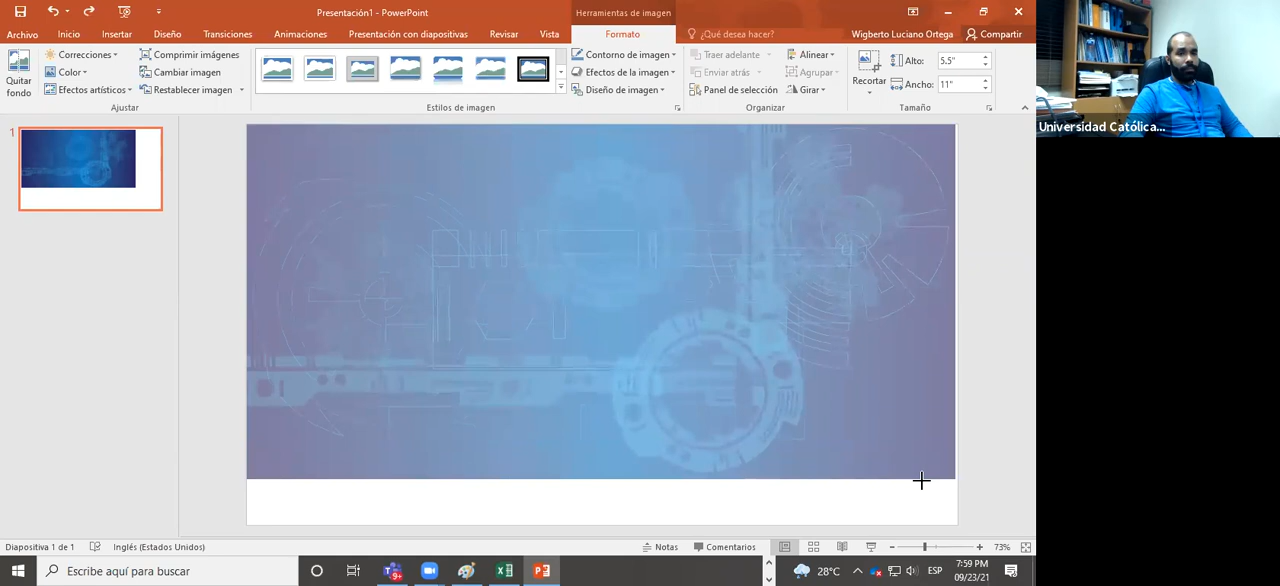 Presentación1 - PowerPoint
Herramientas de imagen
Archivo
Inicio
Insertar
Diseño
Transiciones
Animaciones
Presentación con diapositivas
Revisar
Vista
Formato
¿Qué desea hacer?
Wigberto Luciano Ortega
Compartir
Quitar
fondo
Correcciones
Color
Efectos artísticos
Comprimir imágenes
Cambiar imagen
Restablecer imagen
Ajustar
Estilos de imagen
Contorno de imagen
Efectos de la imagen
Diseño de imagen
Traer adelante
Enviar atrás
Panel de selección
Alinear
Agrupar
Girar
Organizar
Recortar
Alto:
5.5"
Ancho:
11"
Tamaño
Universidad Católica...
1
Diapositiva 1 de 1
Inglés (Estados Unidos)
Notas
Comentarios
73%
Escribe aquí para buscar
9+
28°C
ESP
7:59 PM
09/23/21